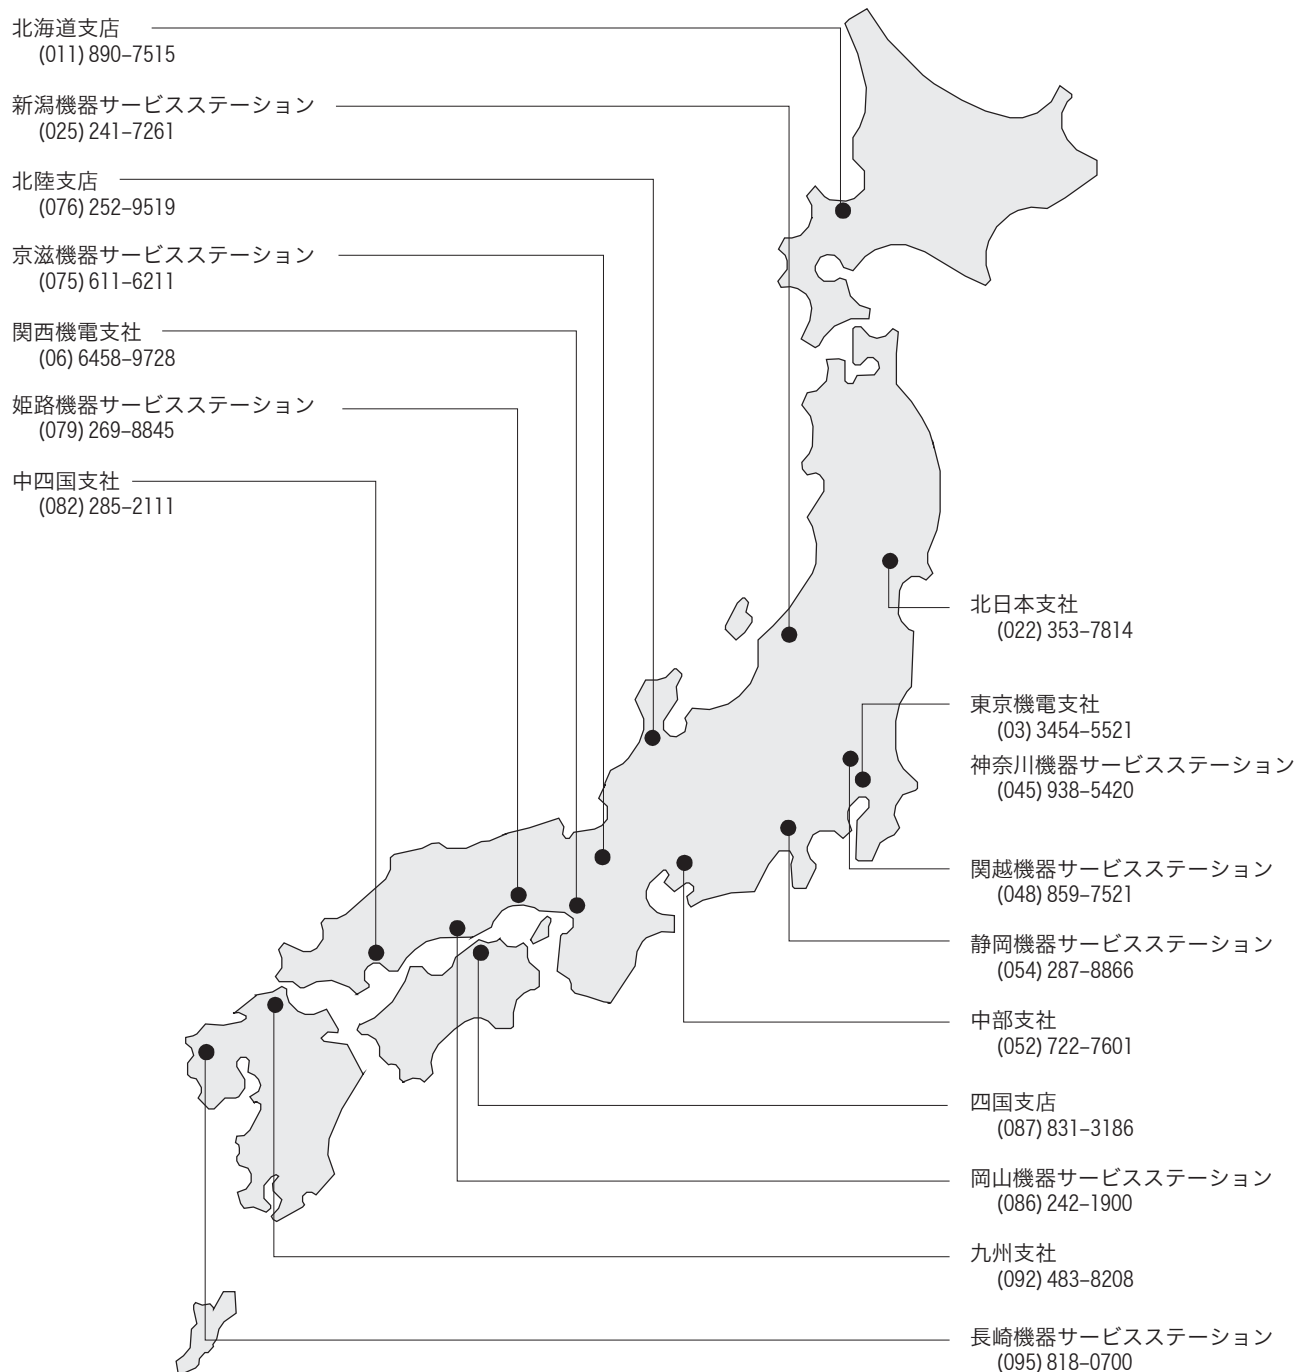 北海道支店
(011) 890–7515
新潟機器サービスステーション
(025) 241–7261
北陸支店
(076) 252–9519
京滋機器サービスステーション
(075) 611–6211
関西機電支社
(06) 6458–9728
姫路機器サービスステーション
(079) 269–8845
中四国支社
(082) 285–2111
北日本支社
(022) 353–7814
東京機電支社
(03) 3454–5521
神奈川機器サービスステーション
(045) 938–5420
関越機器サービスステーション
(048) 859–7521
静岡機器サービスステーション
(054) 287–8866
中部支社
(052) 722–7601
四国支店
(087) 831–3186
岡山機器サービスステーション
(086) 242–1900
九州支社
(092) 483–8208
長崎機器サービスステーション
(095) 818–0700